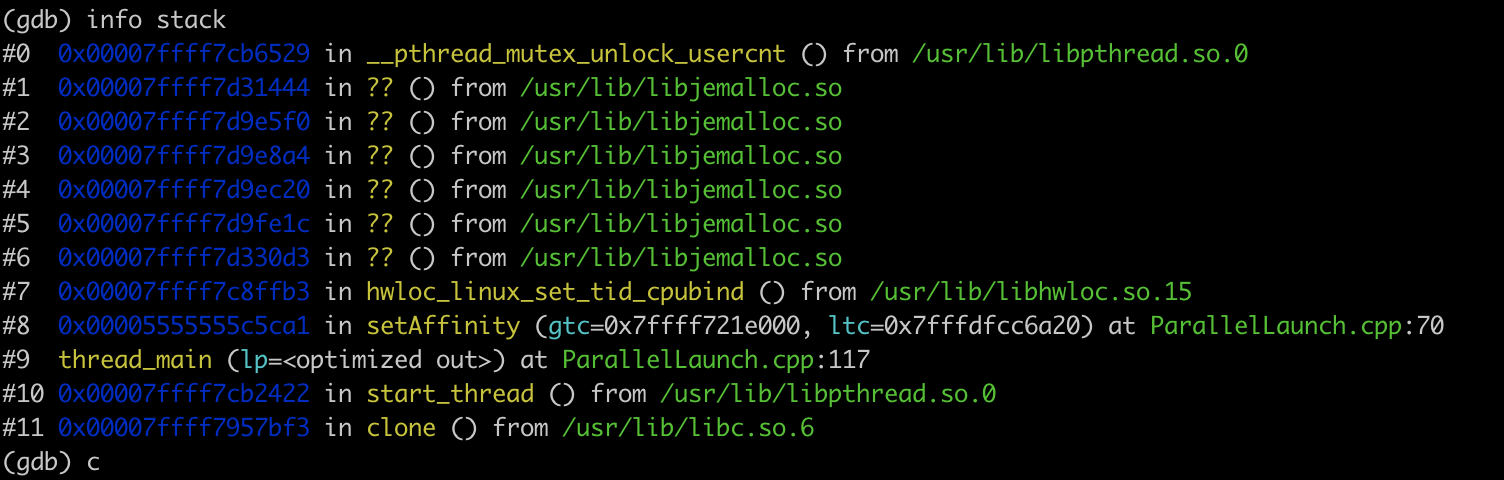 (gdb) info stack
#0  0x00007ffff7cb6529 in __pthread_mutex_unlock_usercnt () from /usr/lib/libpthread.so.0
#1  0x00007ffff7d31444 in ?? () from /usr/lib/libjemalloc.so
#2  0x00007ffff7d9e5f0 in ?? () from /usr/lib/libjemalloc.so
#3  0x00007ffff7d9e8a4 in ?? () from /usr/lib/libjemalloc.so
#4  0x00007ffff7d9ec20 in ?? () from /usr/lib/libjemalloc.so
#5  0x00007ffff7d9fe1c in ?? () from /usr/lib/libjemalloc.so
#6  0x00007ffff7d330d3 in ?? () from /usr/lib/libjemalloc.so
#7  0x00007ffff7c8ffb3 in hwloc_linux_set_tid_cpubind () from /usr/lib/libhwloc.so.15
#8  0x00005555555c5ca1 in setAffinity (gtc=0x7ffff721e000, ltc=0x7fffdfcc6a20) at ParallelLaunch.cpp:70
#9  thread_main (lp=<optimized out>) at ParallelLaunch.cpp:117
#10 0x00007ffff7cb2422 in start_thread () from /usr/lib/libpthread.so.0
#11 0x00007ffff7957bf3 in clone () from /usr/lib/libc.so.6
(gdb) c